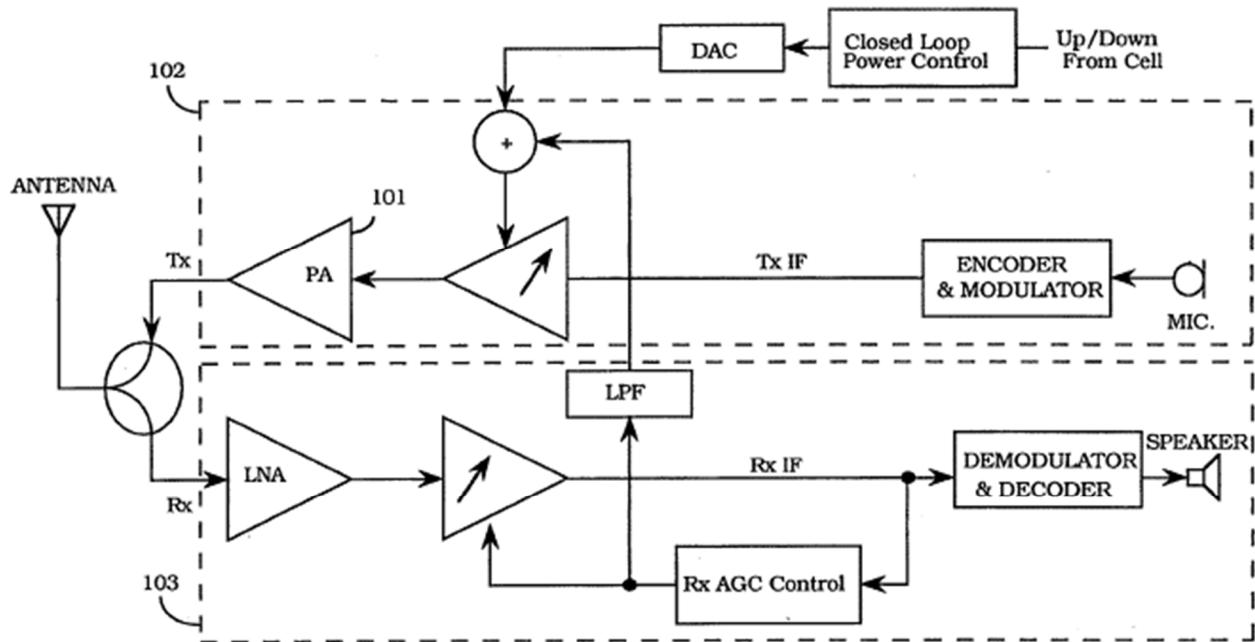 DAC
Closed Loop
Power Control
Up/Down
From Cell
102
+
ANTENNA
101
Tx
PA
Tx IF
ENCODER
& MODULATOR
MIC.
LPF
LNA
Rx IF
DEMODULATOR
& DECODER
SPEAKER
Rx
Rx AGC Control
103